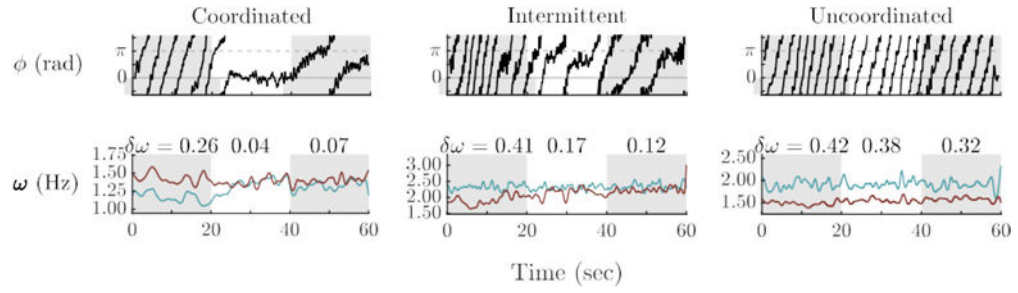 Coordinated Intermittent Uncoordinated
ϕ (rad) π 0 π 0 π 0
δω = 0.26 0.04 0.07 δω = 0.41 0.17 0.12 δω = 0.42 0.38 0.32
ω (Hz)
1.75 3.00 2.50
1.50 2.50 2.00
1.25 2.00 1.50
1.00 1.50
0 20 40 60 0 20 40 60 0 20 40 60
Time (sec)